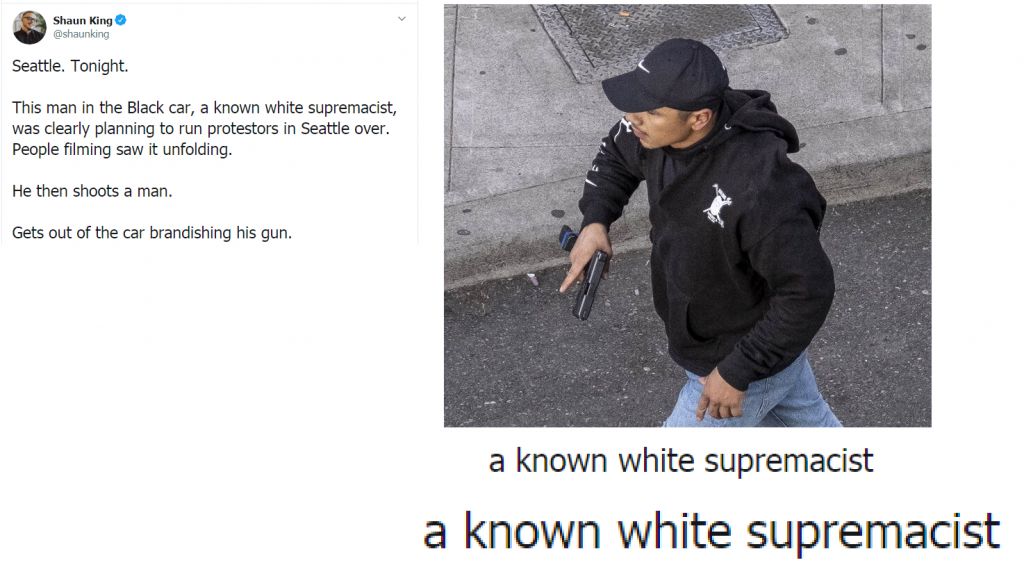 Shaun King
@shaunking
Seattle. Tonight.
This man in the Black car, a known white supremacist,
was clearly planning to run protestors in Seattle over.
People filming saw it unfolding.
He then shoots a man.
Gets out of the car brandishing his gun.
a known white supremacist
a known white supremacist